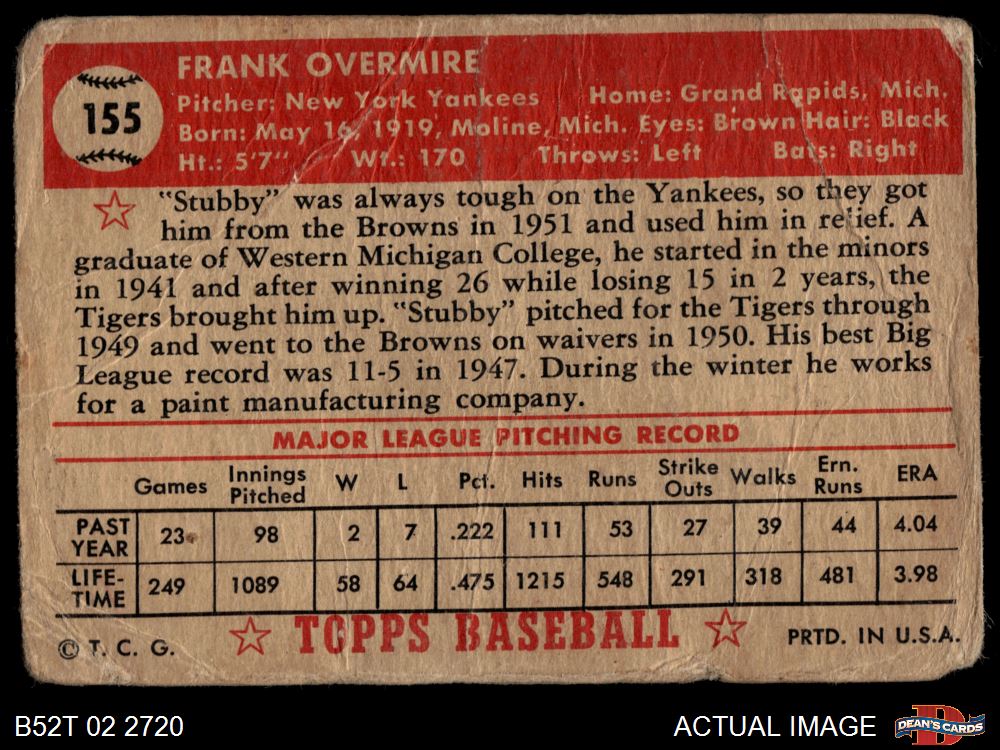 FRANK OVERMIRE
155
Pitcher: New York Yankees Home: Grand Rapids, Mich.
Born: May 16, 1919, Moline, Mich. Eyes: Brown Hair: Black
Ht.: 5'7" Wt.: 170 Throws: Left Bats: Right
"Stubby" was always tough on the Yankees, so they got
him from the Browns in 1951 and used him in relief. A
graduate of Western Michigan College, he started in the minors
in 1941 and after winning 26 while losing 15 in 2 years, the
Tigers brought him up. "Stubby" pitched for the Tigers through
1949 and went to the Browns on waivers in 1950. His best Big
League record was 11-5 in 1947. During the winter he works
for a paint manufacturing company.
MAJOR LEAGUE PITCHING RECORD
Games Innings Pitched W L Pct. Hits Runs Strike Outs Walks Ern. Runs ERA
PAST YEAR 23 98 2 7 .222 111 53 27 39 44 4.04
LIFE-TIME 249 1089 58 64 .475 1215 548 291 318 481 3.98
© T. C. G. TOPPS BASEBALL PRTD. IN U.S.A.
B52T 02 2720 ACTUAL IMAGE DEAN'S CARDS